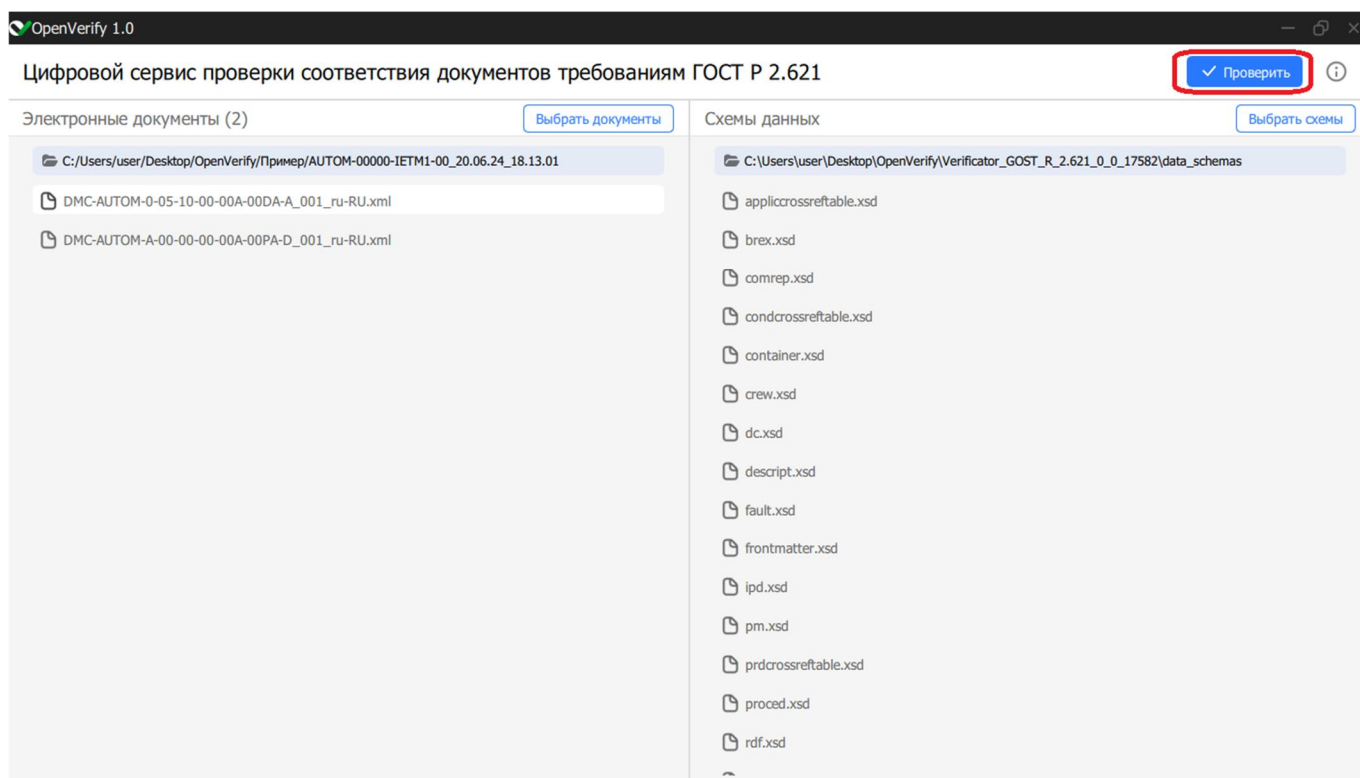 OpenVerify 1.0
Цифровой сервис проверки соответствия документов требованиям ГОСТ Р 2.621
Проверить
Электронные документы (2)
Выбрать документы
C:/Users/user/Desktop/OpenVerify/Пример/AUTOM-00000-IETM1-00_20.06.24_18.13.01
DMC-AUTOM-0-05-10-00-00A-00DA-A_001_ru-RU.xml
DMC-AUTOM-A-00-00-00-00A-00PA-D_001_ru-RU.xml
Схемы данных
Выбрать схемы
C:\Users\user\Desktop\OpenVerify\Verificator_GOST_R_2.621_0_0_17582\data_schemas
appliccrossreftable.xsd
brex.xsd
comrep.xsd
condcrossreftable.xsd
container.xsd
crew.xsd
dc.xsd
descript.xsd
fault.xsd
frontmatter.xsd
ipd.xsd
pm.xsd
prdcrossreftable.xsd
proced.xsd
rdf.xsd